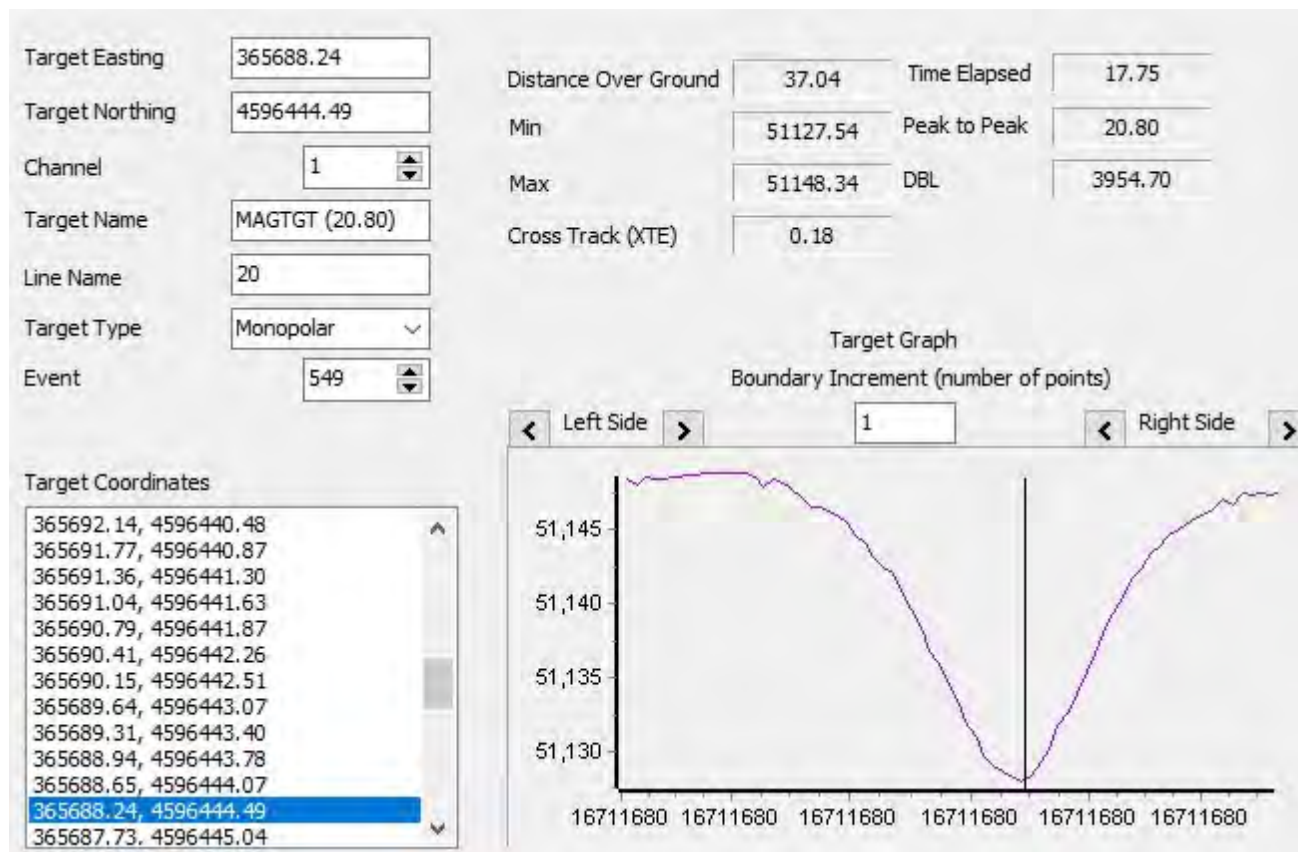 Target Easting 365688.24
Target Northing 4596444.49
Channel 1
Target Name MAGTGT (20.80)
Line Name 20
Target Type Monopolar
Event 549
Distance Over Ground 37.04 Time Elapsed 17.75
Min 51127.54 Peak to Peak 20.80
Max 51148.34 DBL 3954.70
Cross Track (XTE) 0.18
Target Graph
Boundary Increment (number of points)
< Left Side > 1 < Right Side >
Target Coordinates
365692.14, 4596440.48
365691.77, 4596440.87
365691.36, 4596441.30
365691.04, 4596441.63
365690.79, 4596441.87
365690.41, 4596442.26
365690.15, 4596442.51
365689.64, 4596443.07
365689.31, 4596443.40
365688.94, 4596443.78
365688.65, 4596444.07
365688.24, 4596444.49
365687.73, 4596445.04
51,145
51,140
51,135
51,130
16711680 16711680 16711680 16711680 16711680 16711680